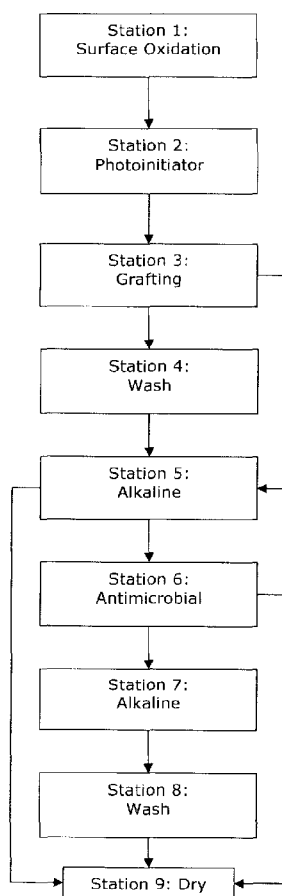 Station 1:
Surface Oxidation
Station 2:
Photoinitiator
Station 3:
Grafting
Station 4:
Wash
Station 5:
Alkaline
Station 6:
Antimicrobial
Station 7:
Alkaline
Station 8:
Wash
Station 9: Dry